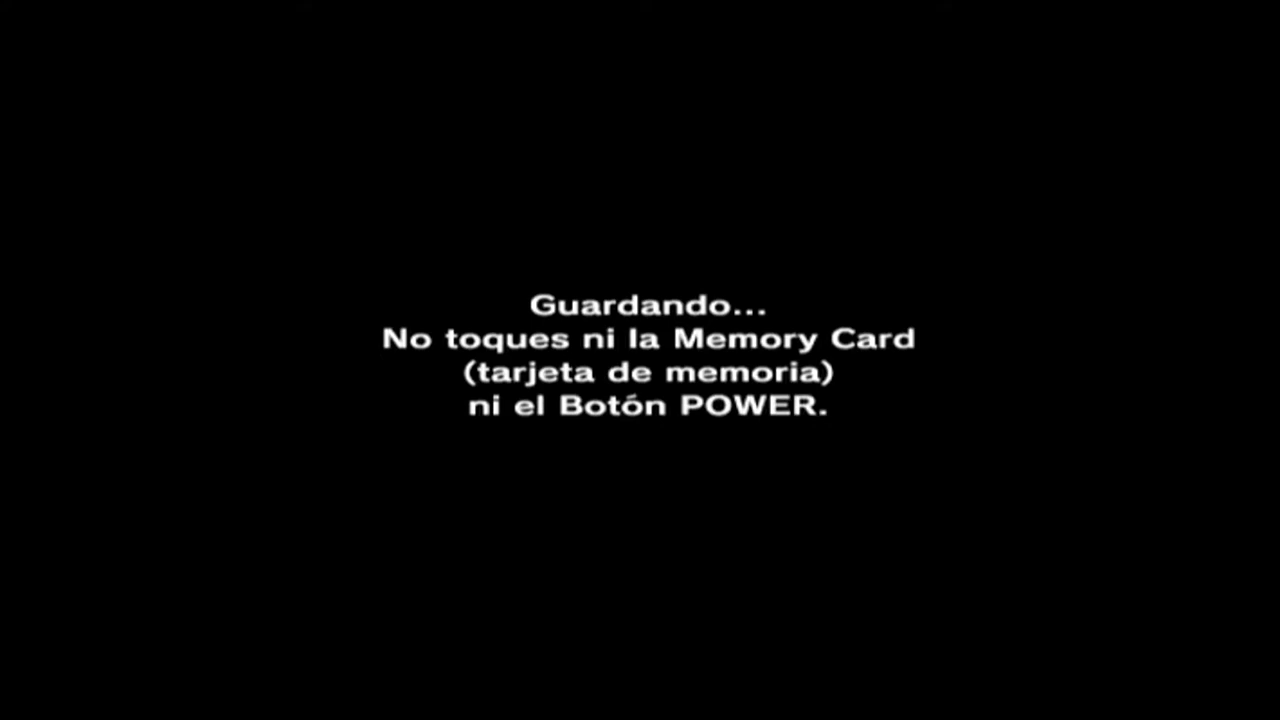 Guardando...
No toques ni la Memory Card
(tarjeta de memoria)
ni el Botón POWER.